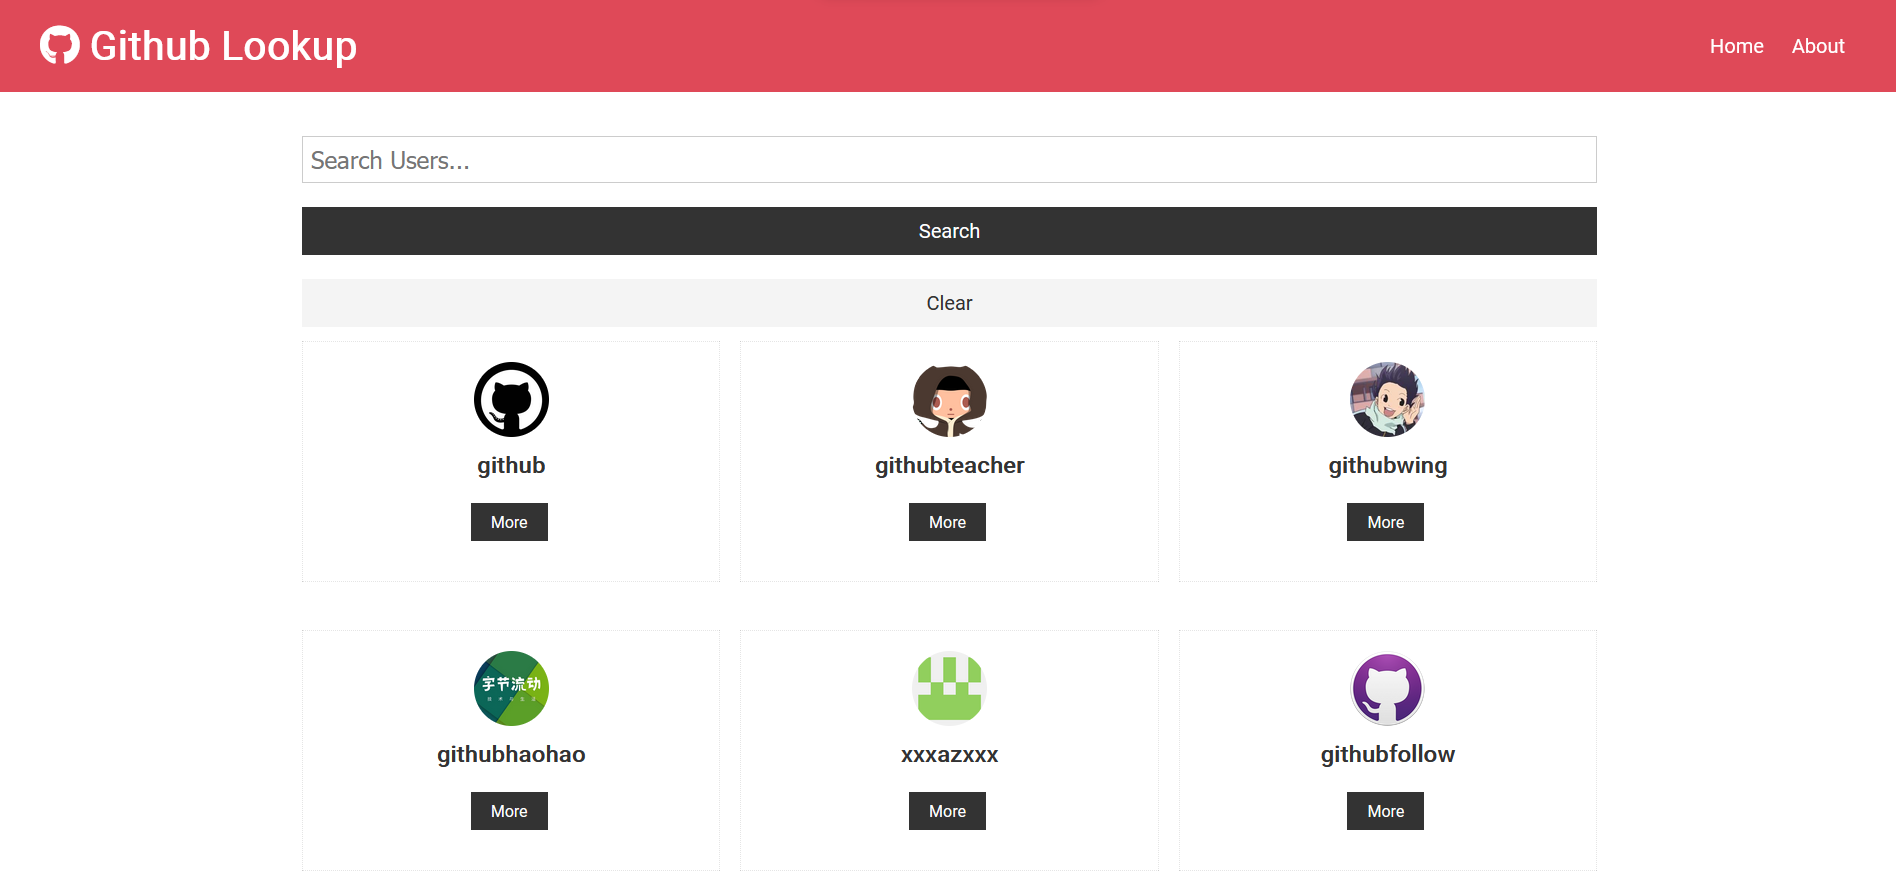 Github Lookup
Home About
Search Users...
Search
Clear
github
githubteacher
githubwing
More
More
More
字节流动
githubhaohao
xxxazxxx
githubfollow
More
More
More